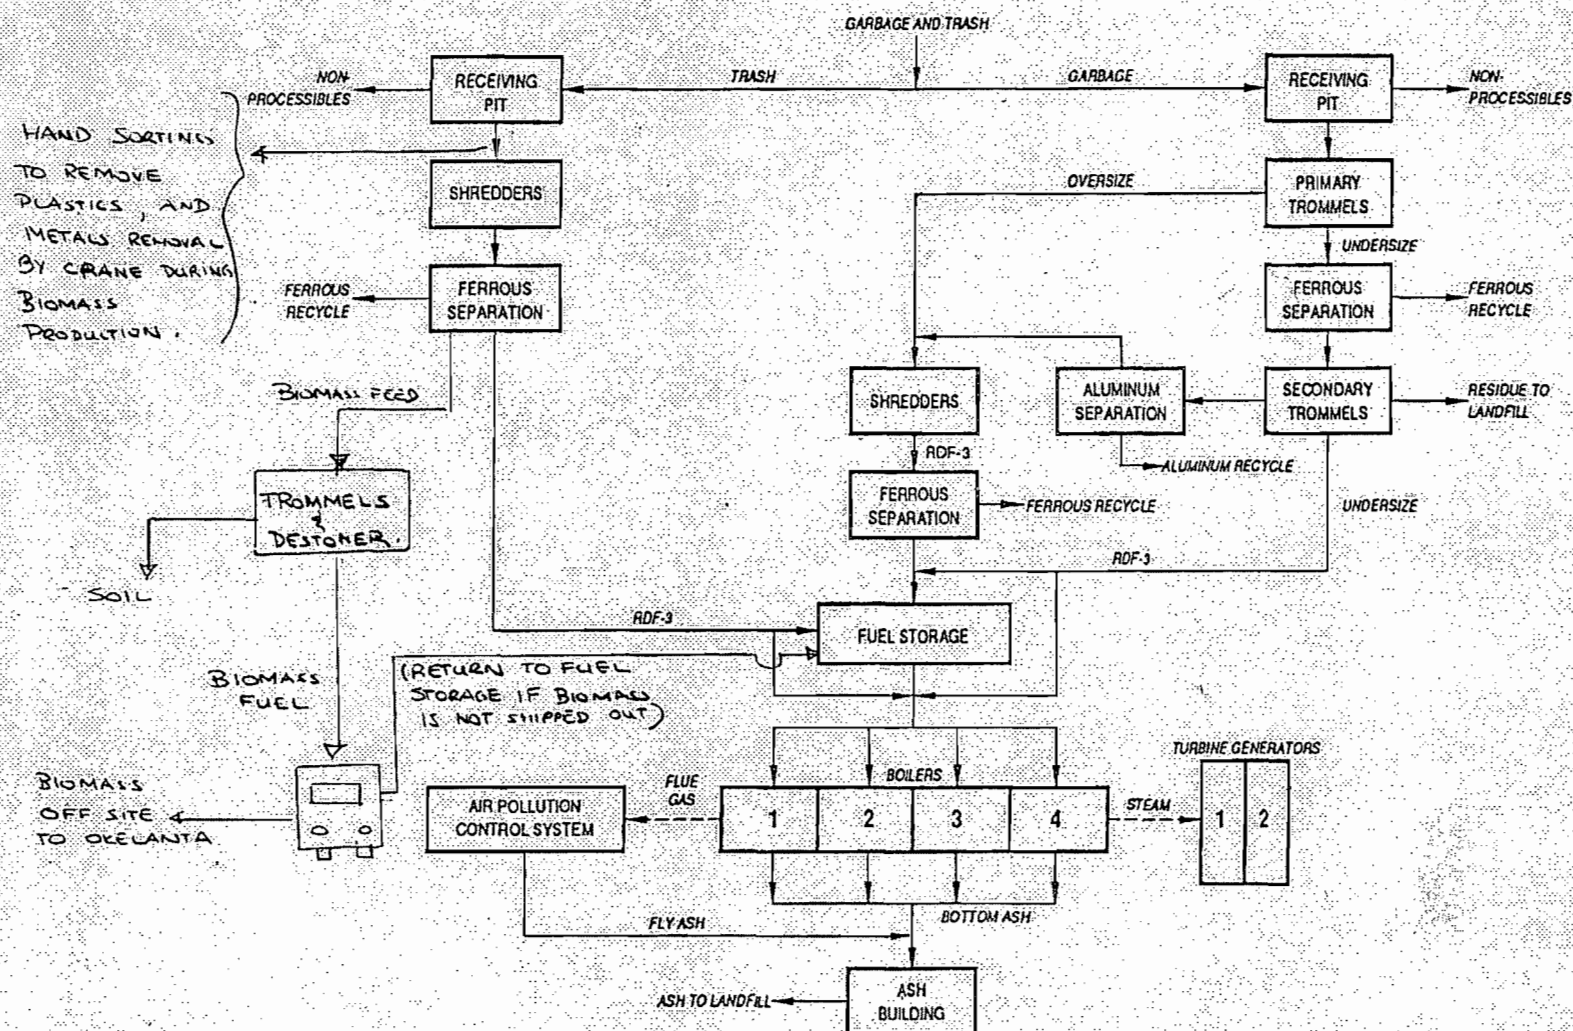 GARBAGE AND TRASH
TRASH
GARBAGE
NON-
PROCESSIBLES
RECEIVING
PIT
RECEIVING
PIT
NON-
PROCESSIBLES
HAND SORTING
TO REMOVE
PLASTICS, AND
METALS REMOVAL
BY CRANE DURING
BIOMASS
PRODUCTION.
SHREDDERS
OVERSIZE
PRIMARY
TROMMELS
UNDERSIZE
FERROUS
RECYCLE
FERROUS
SEPARATION
FERROUS
SEPARATION
FERROUS
RECYCLE
BIOMASS FEED
SHREDDERS
ALUMINUM
SEPARATION
SECONDARY
TROMMELS
RESIDUE TO
LANDFILL
RDF-3
ALUMINUM RECYCLE
TROMMELS
&
DESTONER.
FERROUS
SEPARATION
FERROUS RECYCLE
UNDERSIZE
RDF-3
SOIL
RDF-3
FUEL STORAGE
BIOMASS
FUEL
(RETURN TO FUEL
STORAGE IF BIOMASS
IS NOT SHIPPED OUT)
TURBINE GENERATORS
BIOMASS
OFF SITE
TO OKELANTA
AIR POLLUTION
CONTROL SYSTEM
FLUE
GAS
BOILERS
1 2 3 4
STEAM
1 2
BOTTOM ASH
FLY ASH
ASH TO LANDFILL
ASH
BUILDING